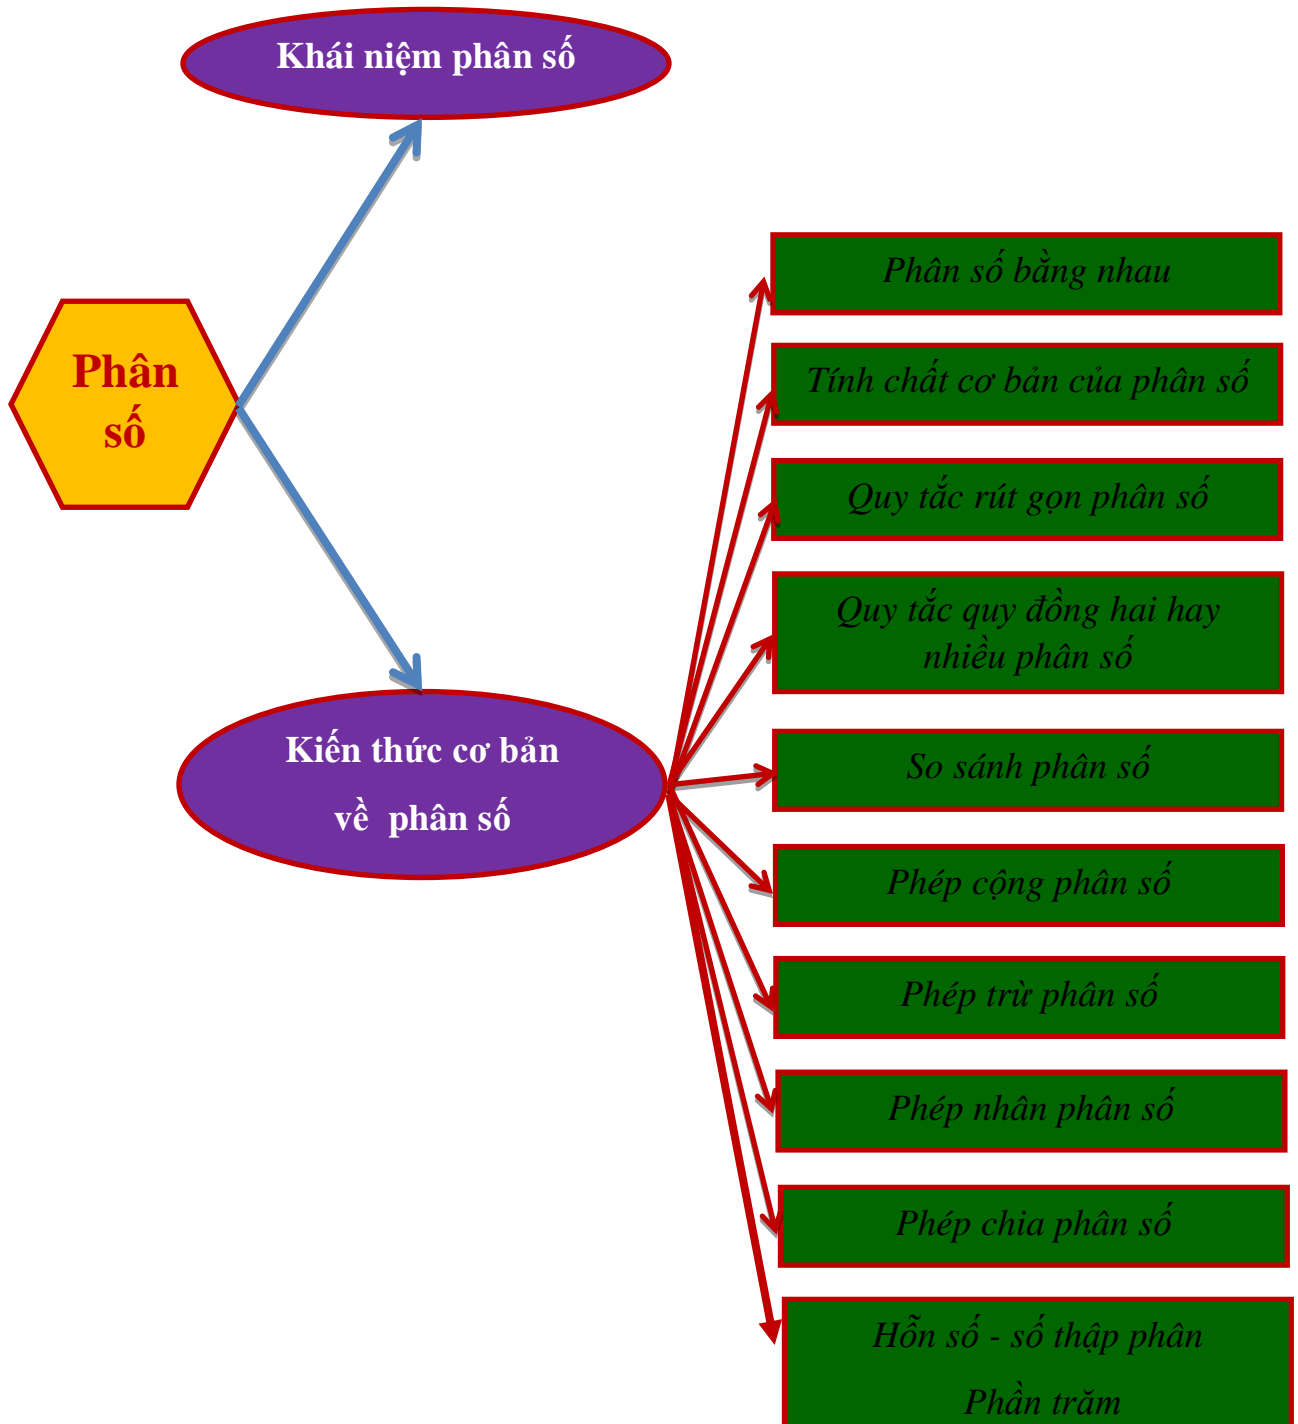 Khái niệm phân số
Phân
số
Kiến thức cơ bản
về phân số
Phân số bằng nhau
Tính chất cơ bản của phân số
Quy tắc rút gọn phân số
Quy tắc quy đồng hai hay
nhiều phân số
So sánh phân số
Phép cộng phân số
Phép trừ phân số
Phép nhân phân số
Phép chia phân số
Hỗn số - số thập phân
Phần trăm